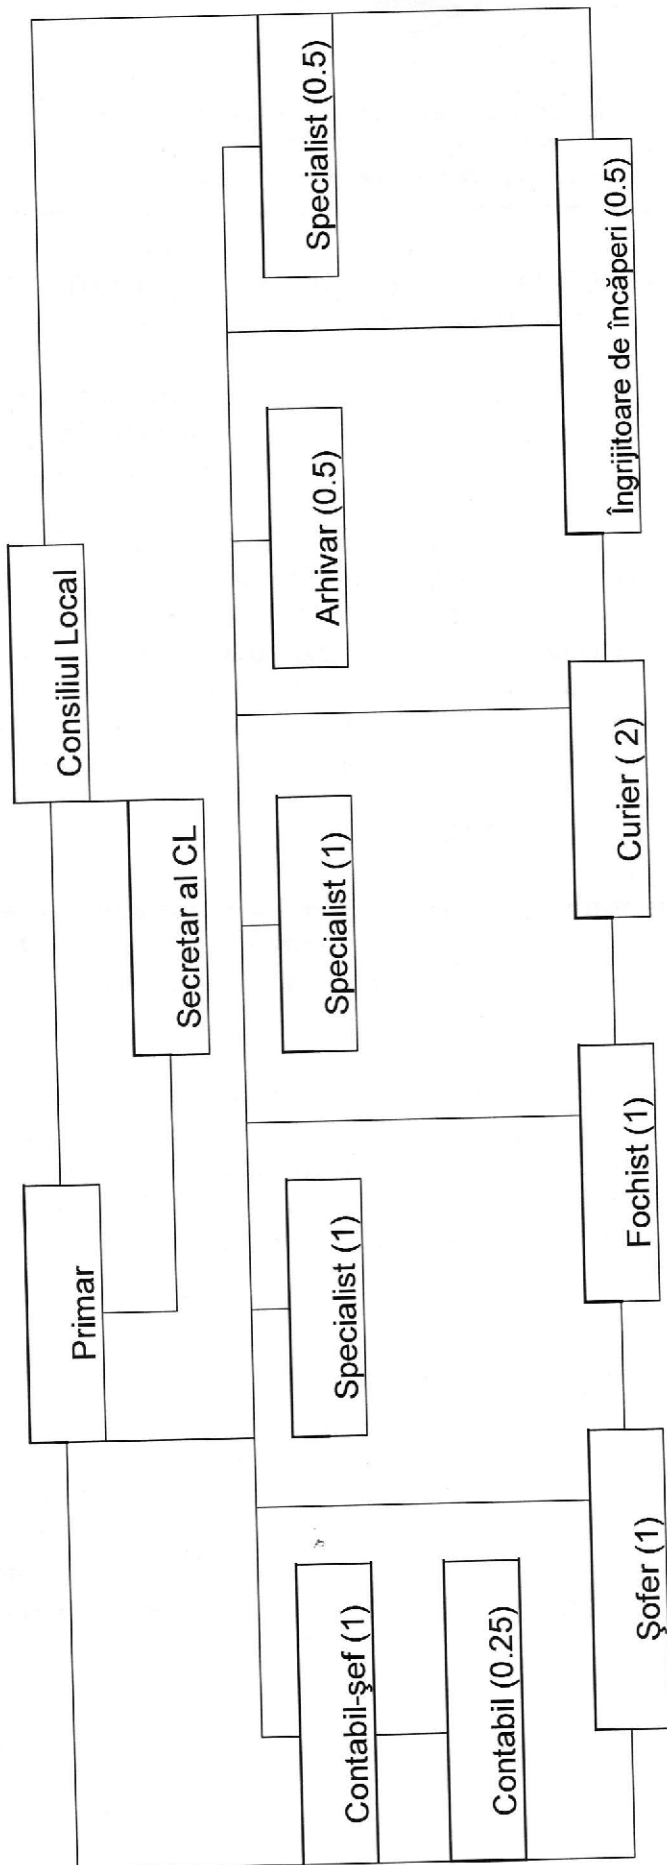 Primar
Consiliul Local
Secretar al CL
Contabil-şef (1)
Specialist (1)
Specialist (1)
Arhivar (0.5)
Specialist (0.5)
Contabil (0.25)
Şofer (1)
Fochist (1)
Curier ( 2)
Îngrijitoare de încăperi (0.5)